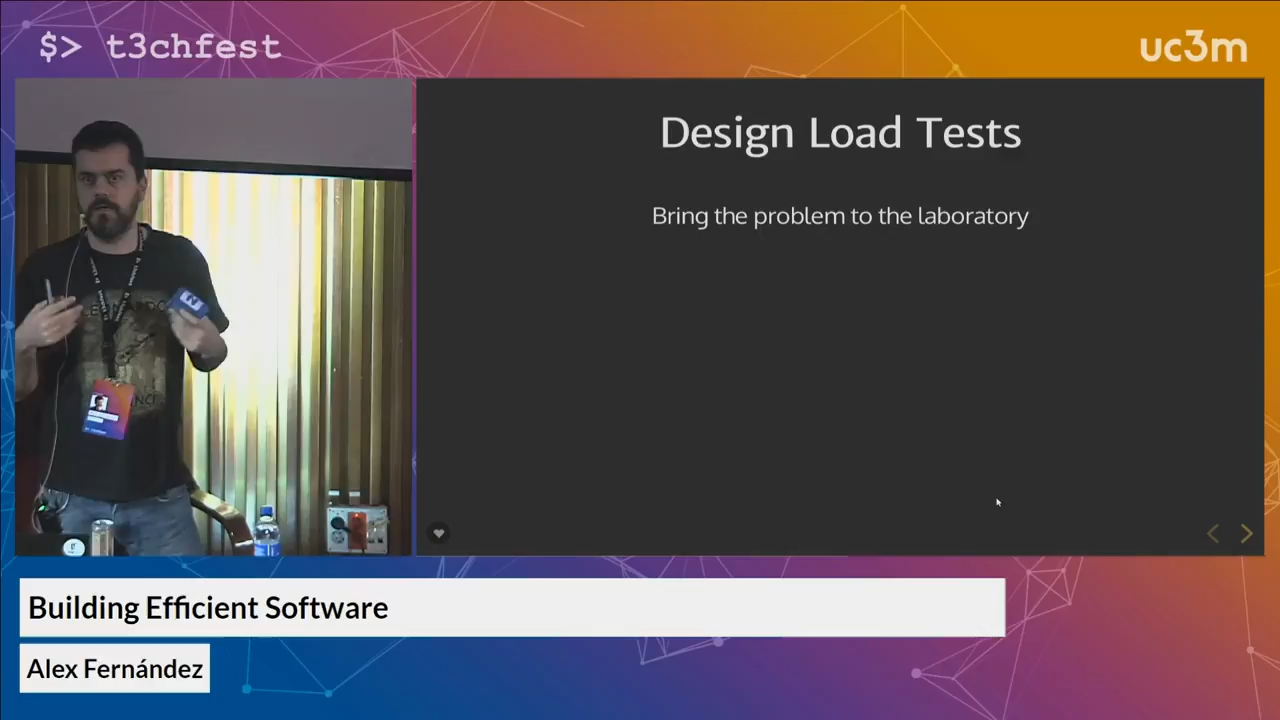 $> t3chfest
uc3m
Design Load Tests
Bring the problem to the laboratory
Building Efficient Software
Alex Fernández